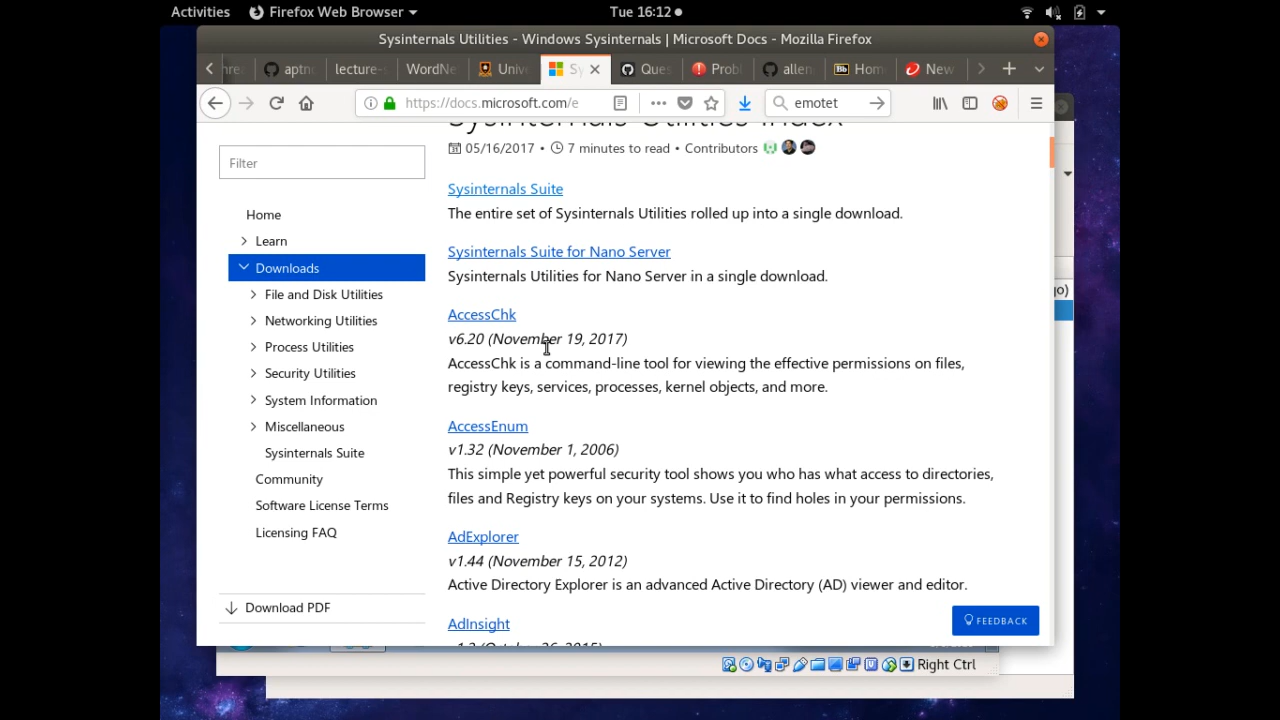 Activities Firefox Web Browser Tue 16:12
Sysinternals Utilities - Windows Sysinternals | Microsoft Docs - Mozilla Firefox
aptn lecture- WordNe Unive Sy Ques Probl allen Hom New
https://docs.microsoft.com/e emotet
05/16/2017 • 7 minutes to read • Contributors
Filter
Home
Learn
Downloads
File and Disk Utilities
Networking Utilities
Process Utilities
Security Utilities
System Information
Miscellaneous
Sysinternals Suite
Community
Software License Terms
Licensing FAQ
Download PDF
Sysinternals Suite
The entire set of Sysinternals Utilities rolled up into a single download.
Sysinternals Suite for Nano Server
Sysinternals Utilities for Nano Server in a single download.
AccessChk
v6.20 (November 19, 2017)
AccessChk is a command-line tool for viewing the effective permissions on files,
registry keys, services, processes, kernel objects, and more.
AccessEnum
v1.32 (November 1, 2006)
This simple yet powerful security tool shows you who has what access to directories,
files and Registry keys on your systems. Use it to find holes in your permissions.
AdExplorer
v1.44 (November 15, 2012)
Active Directory Explorer is an advanced Active Directory (AD) viewer and editor.
AdInsight
FEEDBACK
Right Ctrl